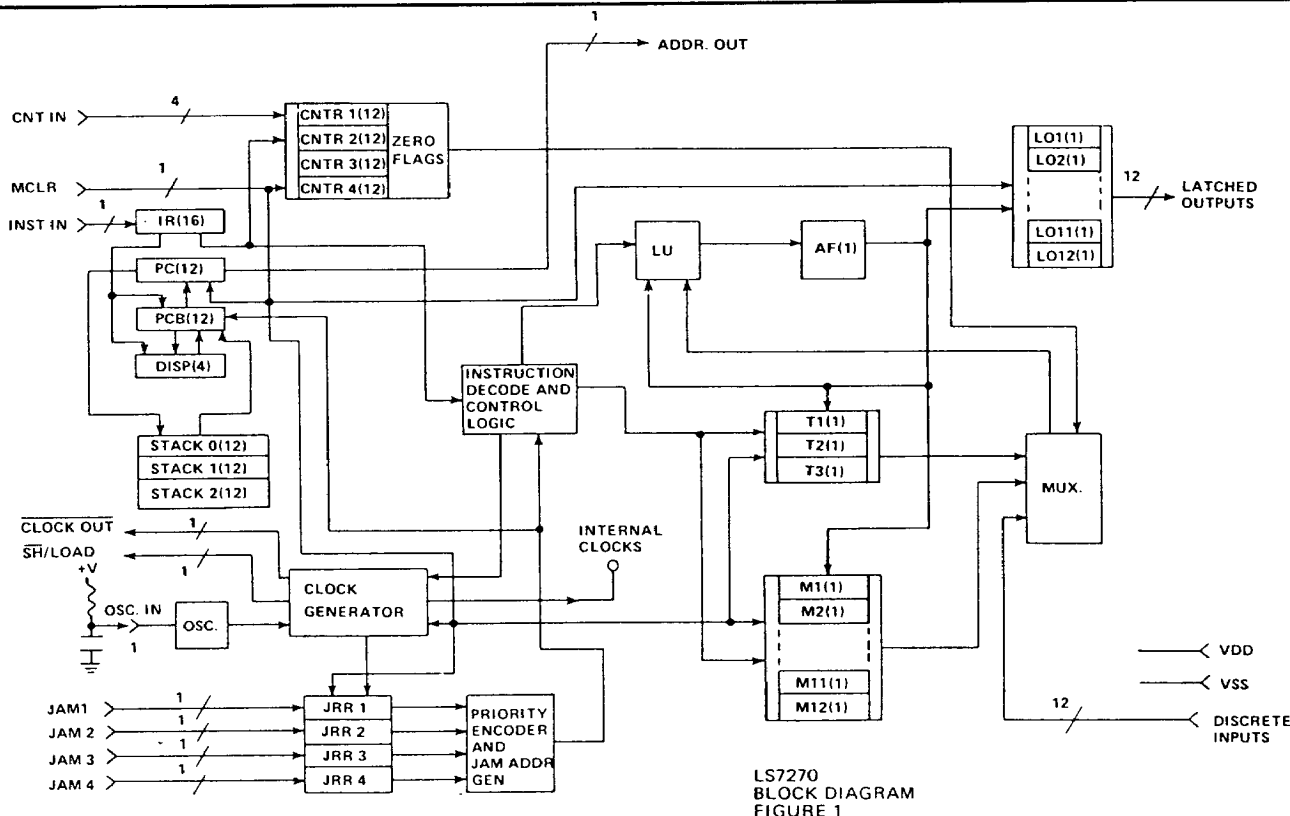 1
ADDR. OUT
CNT IN
4
CNTR 1(12)
CNTR 2(12)
CNTR 3(12)
CNTR 4(12)
ZERO
FLAGS
MCLR
1
INST IN
1
IR(16)
PC(12)
PCB(12)
DISP(4)
STACK 0(12)
STACK 1(12)
STACK 2(12)
LU
AF(1)
LO1(1)
LO2(1)
LO11(1)
LO12(1)
12
LATCHED
OUTPUTS
INSTRUCTION
DECODE AND
CONTROL
LOGIC
T1(1)
T2(1)
T3(1)
MUX.
CLOCK OUT
1
SH/LOAD
1
+V
OSC. IN
1
OSC.
CLOCK
GENERATOR
INTERNAL
CLOCKS
M1(1)
M2(1)
M11(1)
M12(1)
VDD
VSS
12
DISCRETE
INPUTS
JAM1
1
JAM 2
1
JAM 3
1
JAM 4
1
JRR 1
JRR 2
JRR 3
JRR 4
PRIORITY
ENCODER
AND
JAM ADDR
GEN
LS7270
BLOCK DIAGRAM
FIGURE 1